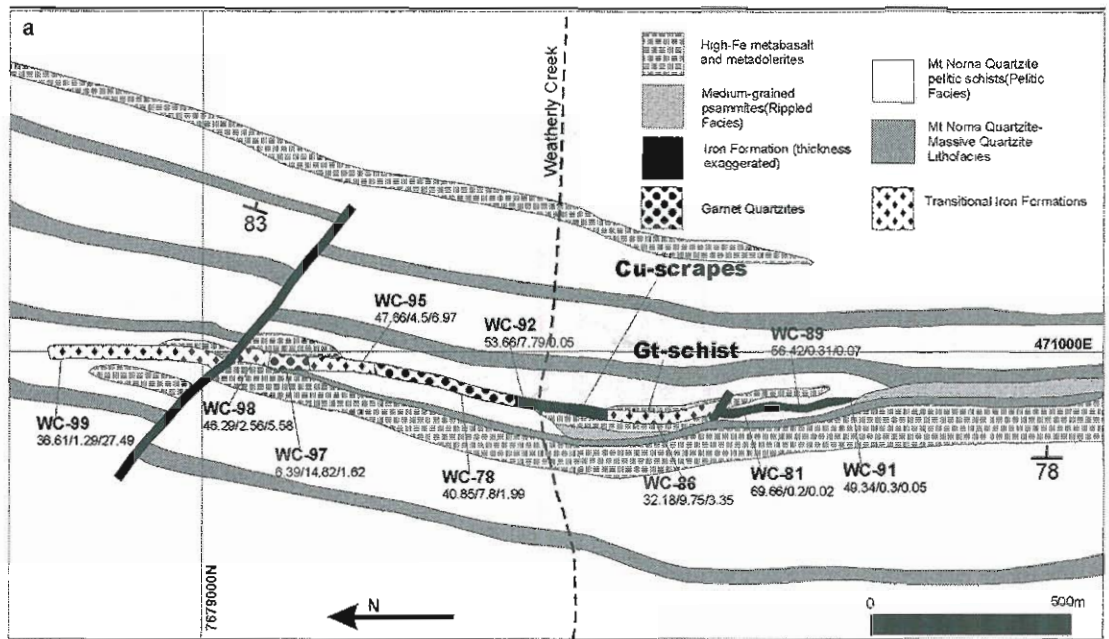 a
High-Fe metabasalt
and metadolerites
Medium-grained
psammites(Rippled
Facies)
Iron Formation (thickness
exaggerated)
Garnet Quartzites
Mt Norna Quartzite
pelitic schists(Pelitic
Facies)
Mt Norna Quartzite-
Massive Quartzite
Lithofacies
Transitional Iron Formations
Weatherly Creek
83
Cu-scrapes
WC-95
47.66/4.5/6.97
WC-92
53.66/7.79/0.05
Gt-schist
WC-89
56.42/0.31/0.07
471000E
WC-99
36.61/1.29/27.49
WC-98
46.29/2.56/5.58
WC-97
6.39/14.82/1.62
WC-78
40.85/7.8/1.99
WC-86
32.18/9.75/3.35
WC-81
69.66/0.2/0.02
WC-91
49.34/0.3/0.05
78
7679000N
N
0
500m